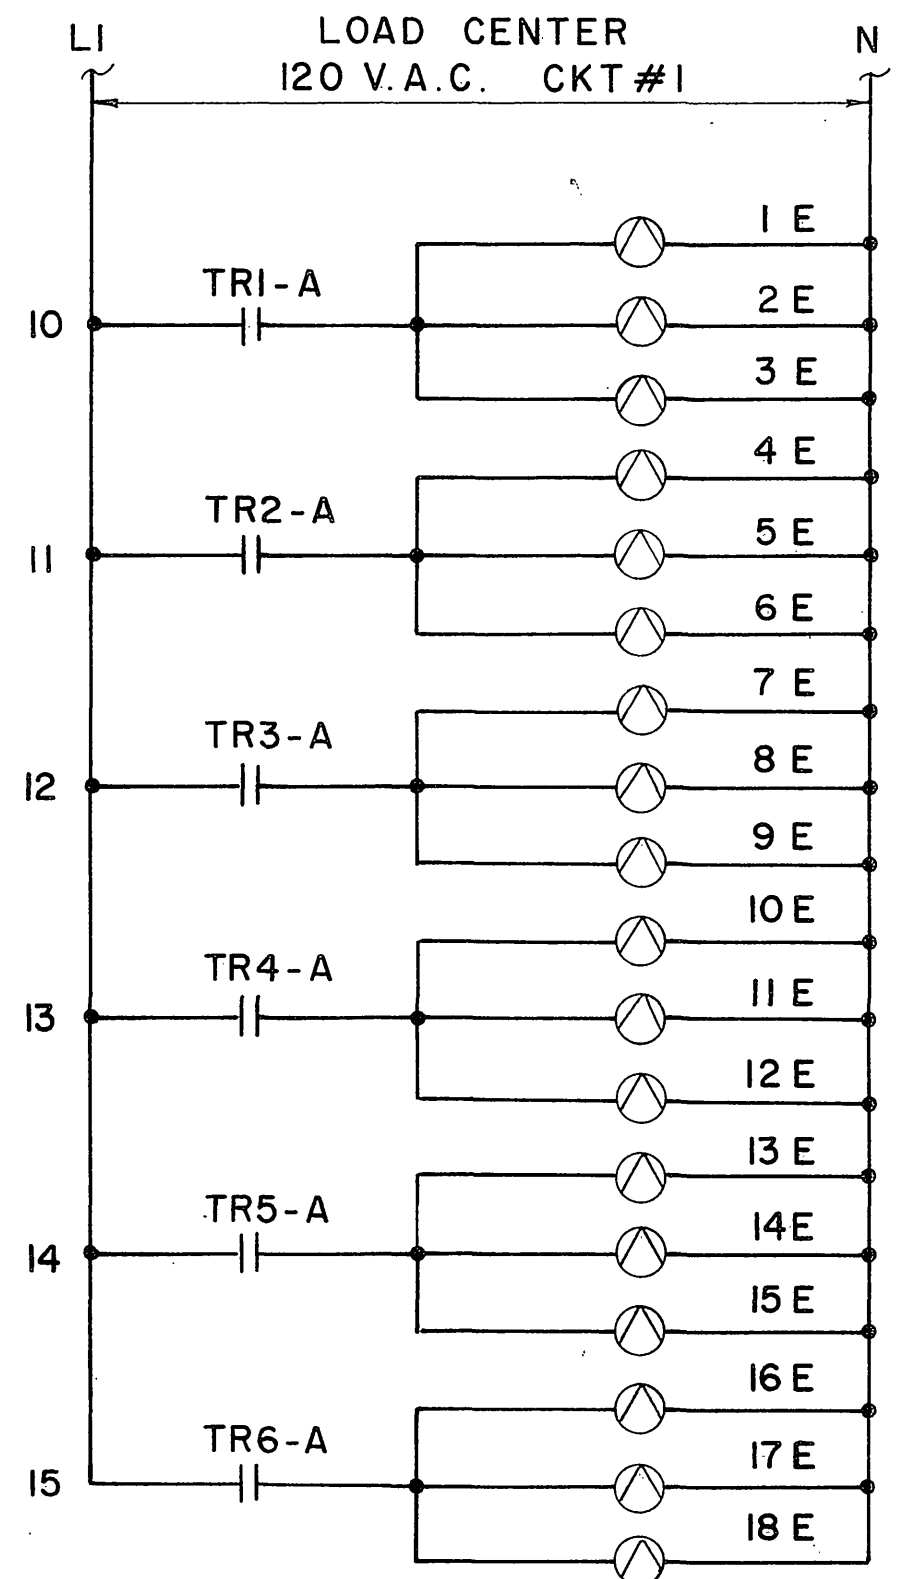 L1 LOAD CENTER N
120 V.A.C. CKT #1
1 E
TR1-A
10
2 E
3 E
4 E
TR2-A
11
5 E
6 E
7 E
TR3-A
12
8 E
9 E
10 E
TR4-A
13
11 E
12 E
13 E
TR5-A
14
14 E
15 E
16 E
TR6-A
15
17 E
18 E